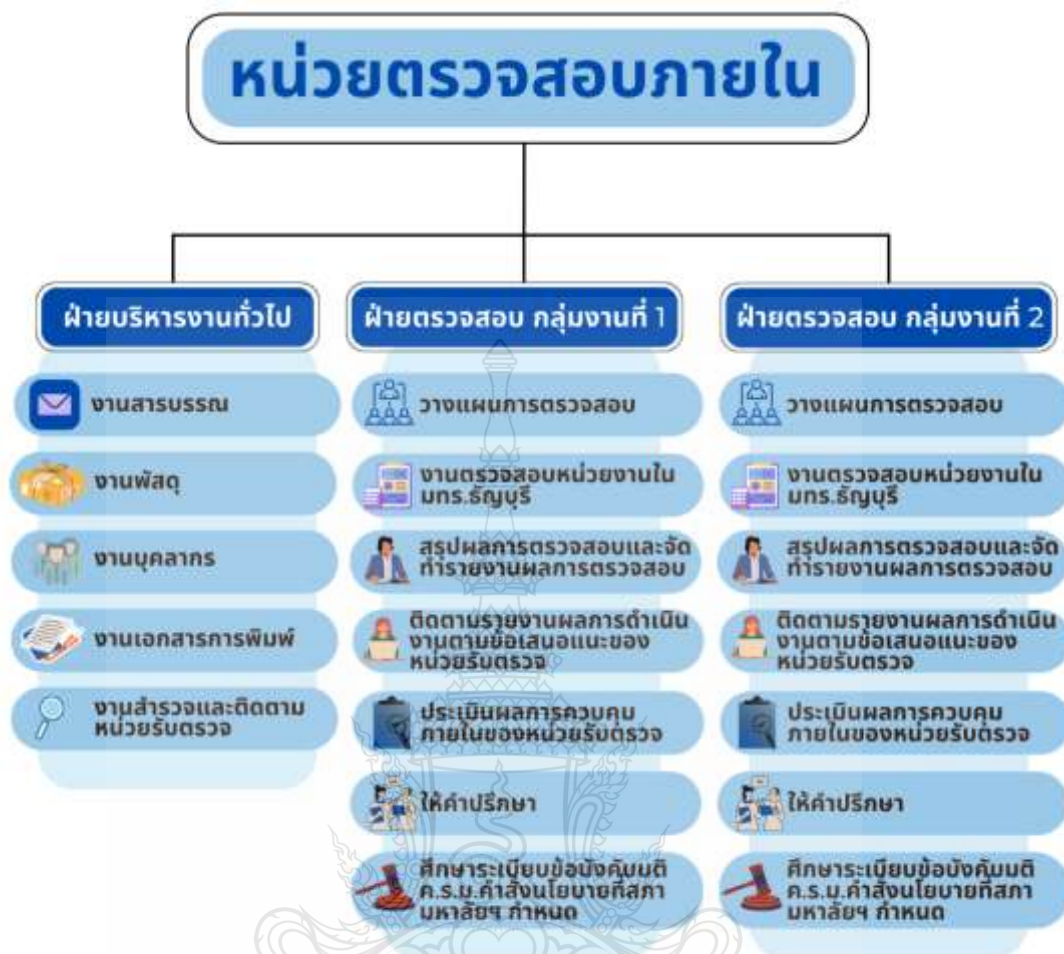 หน่วยตรวจสอบภายใน
ฝ่ายบริหารงานทั่วไป
งานสารบรรณ
งานพัสดุ
งานบุคลากร
งานเอกสารการพิมพ์
งานสำรวจและติดตาม
หน่วยรับตรวจ
ฝ่ายตรวจสอบ กลุ่มงานที่ 1
วางแผนการตรวจสอบ
งานตรวจสอบหน่วยงานใน
มทร.ธัญบุรี
สรุปผลการตรวจสอบและจัด
ทำรายงานผลการตรวจสอบ
ติดตามรายงานผลการดำเนิน
งานตามข้อเสนอแนะของ
หน่วยรับตรวจ
ประเมินผลการควบคุม
ภายในของหน่วยรับตรวจ
ให้คำปรึกษา
ศึกษาระเบียบข้อบังคับมติ
ค.ร.ม.คำสั่งนโยบายที่สภา
มหาลัยฯ กำหนด
ฝ่ายตรวจสอบ กลุ่มงานที่ 2
วางแผนการตรวจสอบ
งานตรวจสอบหน่วยงานใน
มทร.ธัญบุรี
สรุปผลการตรวจสอบและจัด
ทำรายงานผลการตรวจสอบ
ติดตามรายงานผลการดำเนิน
งานตามข้อเสนอแนะของ
หน่วยรับตรวจ
ประเมินผลการควบคุม
ภายในของหน่วยรับตรวจ
ให้คำปรึกษา
ศึกษาระเบียบข้อบังคับมติ
ค.ร.ม.คำสั่งนโยบายที่สภา
มหาลัยฯ กำหนด